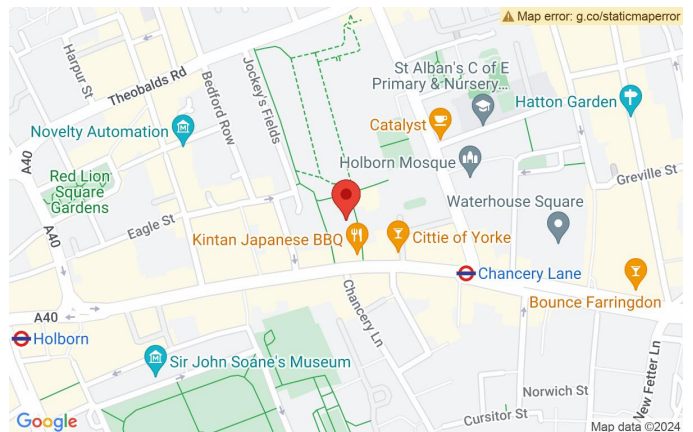 Map error: g.co/staticmaperror
Harpur St
Theobalds Rd
Bedford Row
Jockey's Fields
St Alban's C of E
Primary & Nursery...
Hatton Garden
Catalyst
Novelty Automation
A40
Holborn Mosque
Red Lion
Square
Gardens
Greville St
Waterhouse Square
Eagle St
A40
Kintan Japanese BBQ
Cittie of Yorke
Chancery Lane
Bounce Farringdon
Chancery Ln
A40
Holborn
Sir John Soane's Museum
New Fetter Ln
Norwich St
Cursitor St
Google
Map data ©2024